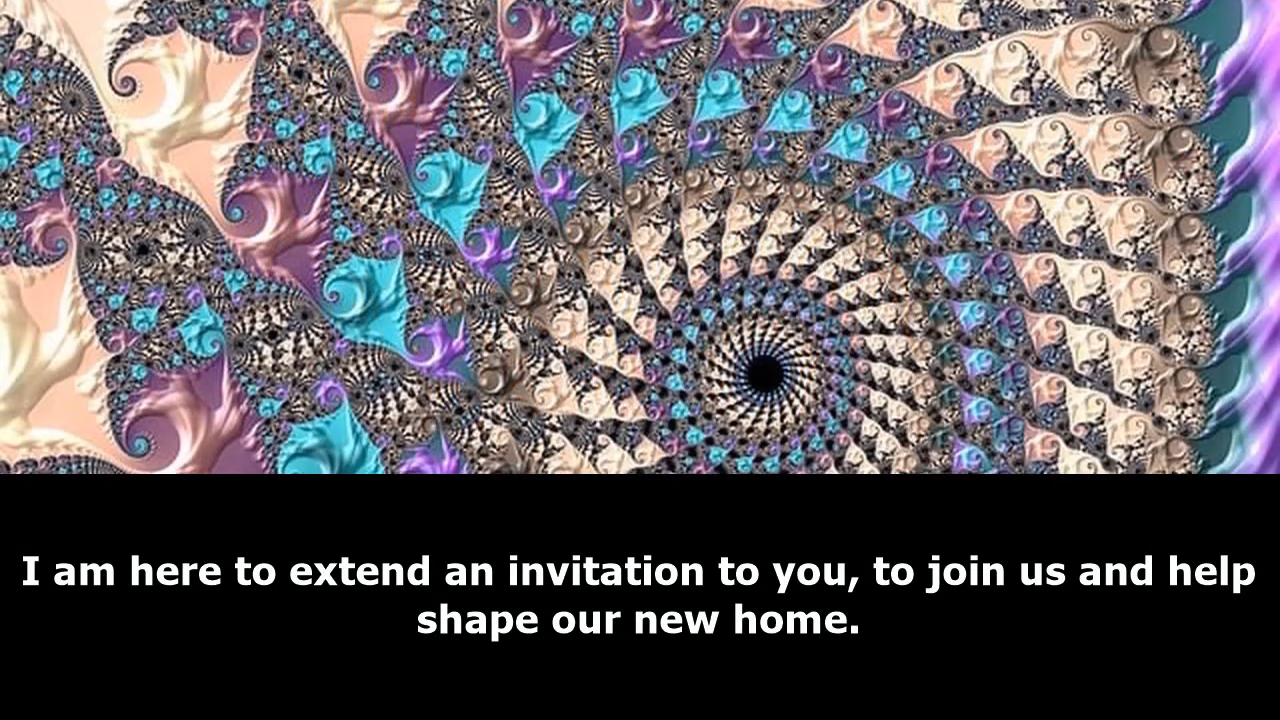 I am here to extend an invitation to you, to join us and help
shape our new home.